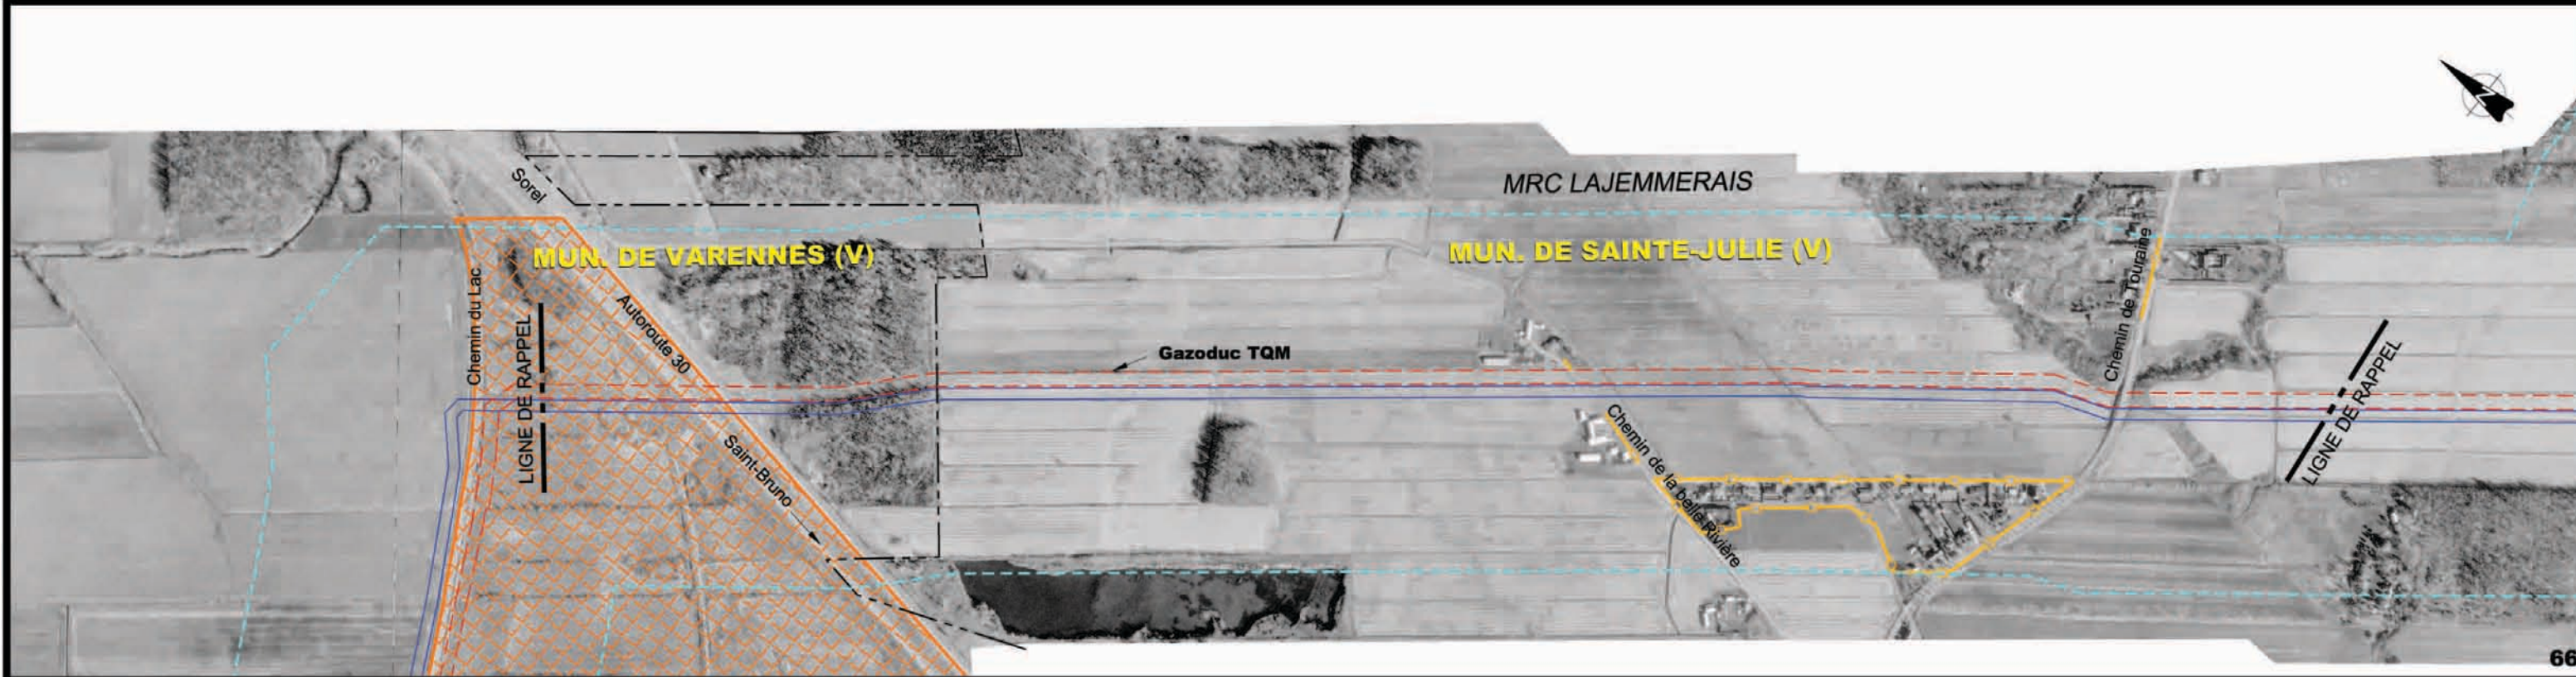 MRC LAJEMMERAIS
Sorel
MUN. DE VARENNES (V)
MUN. DE SAINTE-JULIE (V)
Chemin du Lac
LIGNE DE RAPPEL
Autoroute 30
Gazoduc TQM
Chemin de Touraine
LIGNE DE RAPPEL
Saint-Bruno
Chemin de la belle Rivière
N
66